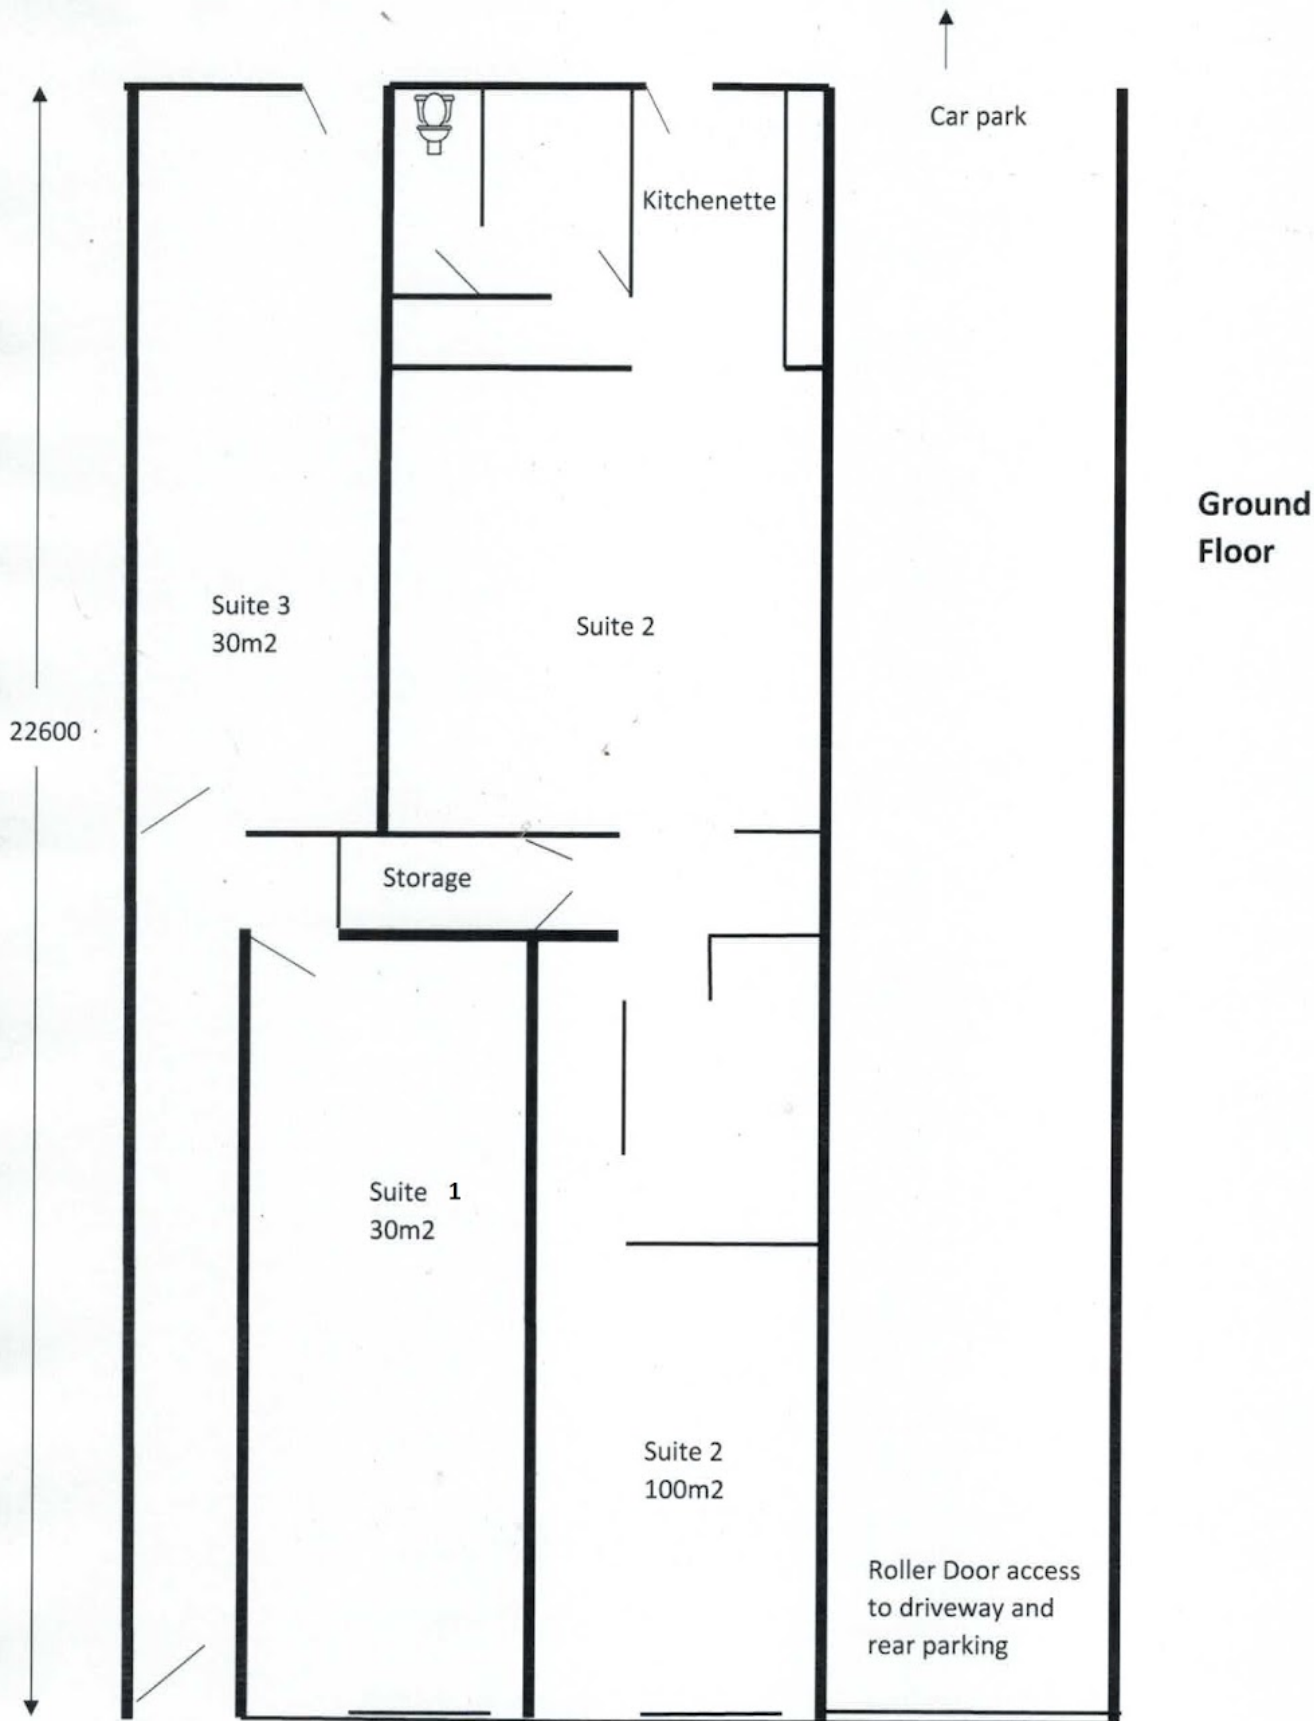 Car park
Kitchenette
Ground
Floor
Suite 3
30m2
Suite 2
22600
Storage
Suite 1
30m2
Suite 2
100m2
Roller Door access
to driveway and
rear parking